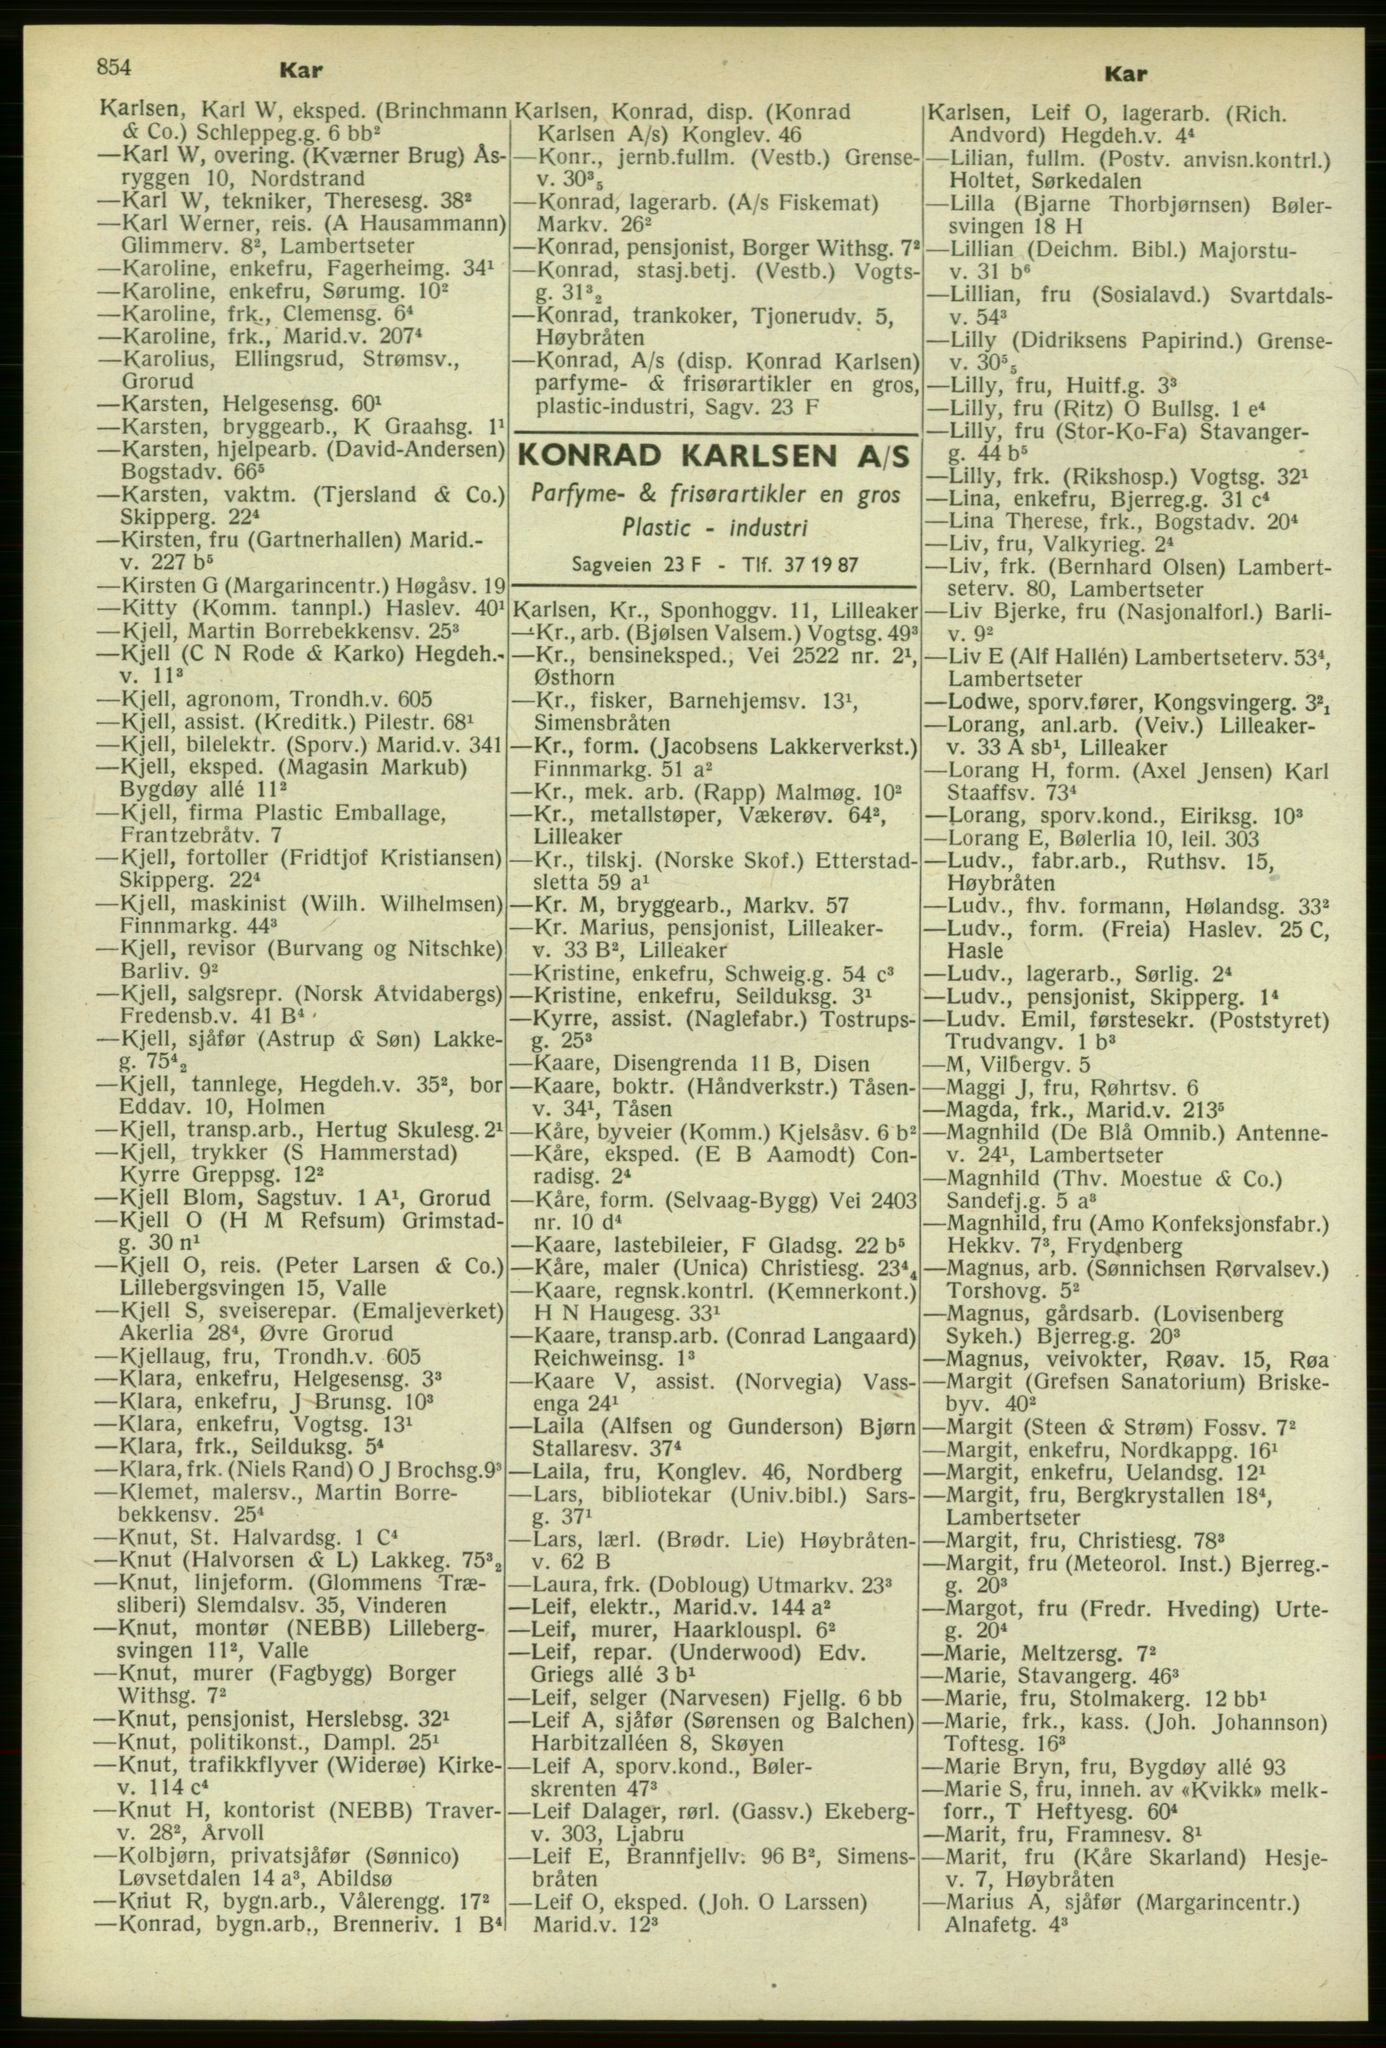 854
Kar
Kar
Karlsen, Karl W, eksped. (Brinchmann
& Co.) Schleppeg.g. 6 bb²
—Karl W, overing. (Kværner Brug) Ås-
ryggen 10, Nordstrand
—Karl W, tekniker, Theresesg. 38²
—Karl Werner, reis. (A Hausammann)
Glimmerv. 8², Lambertseter
—Karoline, enkefru, Fagerheimg. 34¹
—Karoline, enkefru, Sørumg. 10²
—Karoline, frk., Clemensg. 6⁴
—Karoline, frk., Marid.v. 207⁴
—Karolius, Ellingsrud, Strømsv.,
Grorud
—Karsten, Helgesensg. 60¹
—Karsten, bryggearb., K Graahsg. 1¹
—Karsten, hjelpearb. (David-Andersen)
Bogstadv. 66⁵
—Karsten, vaktm. (Tjersland & Co.)
Skipperg. 22⁴
—Kirsten, fru (Gartnerhallen) Marid.-
v. 227 b⁵
—Kirsten G (Margarincentr.) Høgåsv. 19
—Kitty (Komm. tannpl.) Haslev. 40¹
—Kjell, Martin Borrebekkensv. 25³
—Kjell (C N Rode & Karko) Hegdeh.-
v. 11³
—Kjell, agronom, Trondh.v. 605
—Kjell, assist. (Kreditk.) Pilestr. 68¹
—Kjell, bilelektr. (Sporv.) Marid.v. 341
—Kjell, eksped. (Magasin Markub)
Bygdøy allé 11²
—Kjell, firma Plastic Emballage,
Frantzebråtv. 7
—Kjell, fortoller (Fridtjof Kristiansen)
Skipperg. 22⁴
—Kjell, maskinist (Wilh. Wilhelmsen)
Finnmarkg. 44³
—Kjell, revisor (Burvang og Nitschke)
Barliv. 9²
—Kjell, salgsrepr. (Norsk Åtvidabergs)
Fredensb.v. 41 B⁴
—Kjell, sjåfør (Astrup & Søn) Lakke-
g. 75⁴₂
—Kjell, tannlege, Hegdeh.v. 35², bor
Eddav. 10, Holmen
—Kjell, transp.arb., Hertug Skulesg. 2¹
—Kjell, trykker (S Hammerstad)
Kyrre Greppsg. 12²
—Kjell Blom, Sagstuv. 1 A¹, Grorud
—Kjell O (H M Refsum) Grimstad-
g. 30 n¹
—Kjell O, reis. (Peter Larsen & Co.)
Lillebergsvingen 15, Valle
—Kjell S, sveiserepar. (Emaljeverket)
Akerlia 28⁴, Øvre Grorud
—Kjellaug, fru, Trondh.v. 605
—Klara, enkefru, Helgesensg. 3³
—Klara, enkefru, J Brunsg. 10³
—Klara, enkefru, Vogtsg. 13¹
—Klara, frk., Seilduksg. 5⁴
—Klara, frk. (Niels Rand) O J Brochsg. 9³
—Klemet, malersv., Martin Borre-
bekkensv. 25⁴
—Knut, St. Halvardsg. 1 C⁴
—Knut (Halvorsen & L) Lakkeg. 75³₂
—Knut, linjeform. (Glommens Træ-
sliberi) Slemdalsv. 35, Vinderen
—Knut, montør (NEBB) Lilleberg-
svingen 11², Valle
—Knut, murer (Fagbygg) Borger
Withsg. 7²
—Knut, pensjonist, Herslebsg. 32¹
—Knut, politikonst., Dampl. 25¹
—Knut, trafikkflyver (Widerøe) Kirke-
v. 114 c⁴
—Knut H, kontorist (NEBB) Traver-
v. 28², Årvoll
—Kolbjørn, privatsjåfør (Sønnico)
Løvsetdalen 14 a³, Abildsø
—Knut R, bygn.arb., Vålerengg. 17²
—Konrad, bygn.arb., Brenneriv. 1 B⁴
Karlsen, Konrad, disp. (Konrad
Karlsen A/s) Konglev. 46
—Konr., jernb.fullm. (Vestb.) Grense-
v. 30³₅
—Konrad, lagerarb. (A/s Fiskemat)
Markv. 26²
—Konrad, pensjonist, Borger Withsg. 7²
—Konrad, stasj.betj. (Vestb.) Vogts-
g. 31³₂
—Konrad, trankoker, Tjonerudv. 5,
Høybråten
—Konrad, A/s (disp. Konrad Karlsen)
parfyme- & frisørartikler en gros,
plastic-industri, Sagv. 23 F
KONRAD KARLSEN A/S
Parfyme- & frisørartikler en gros
Plastic - industri
Sagveien 23 F - Tlf. 37 19 87
Karlsen, Kr., Sponhoggv. 11, Lilleaker
—Kr., arb. (Bjølsen Valsem.) Vogtsg. 49³
—Kr., bensineksped., Vei 2522 nr. 2¹,
Østhorn
—Kr., fisker, Barnehjemsv. 13¹,
Simensbråten
—Kr., form. (Jacobsens Lakkerverkst.)
Finnmarkg. 51 a²
—Kr., mek. arb. (Rapp) Malmøg. 10²
—Kr., metallstøper, Vækerøv. 64²,
Lilleaker
—Kr., tilskj. (Norske Skof.) Etterstad-
sletta 59 a¹
—Kr. M, bryggearb., Markv. 57
—Kr. Marius, pensjonist, Lilleaker-
v. 33 B², Lilleaker
—Kristine, enkefru, Schweig.g. 54 c³
—Kristine, enkefru, Seilduksg. 3¹
—Kyrre, assist. (Naglefabr.) Tostrups-
g. 25³
—Kaare, Disengrenda 11 B, Disen
—Kaare, boktr. (Håndverkstr.) Tåsen-
v. 34¹, Tåsen
—Kåre, byveier (Komm.) Kjelsåsv. 6 b²
—Kåre, eksped. (E B Aamodt) Con-
radisg. 2⁴
—Kåre, form. (Selvaag-Bygg) Vei 2403
nr. 10 d⁴
—Kaare, lastebileier, F Gladsg. 22 b⁵
—Kåre, maler (Unica) Christiesg. 23⁴₄
—Kaare, regnsk.kontrl. (Kemnerkont.)
H N Haugesg. 33¹
—Kaare, transp.arb. (Conrad Langaard)
Reichweinsg. 1³
—Kaare V, assist. (Norvegia) Vass-
enga 24¹
—Laila (Alfsen og Gunderson) Bjørn
Stallaresv. 37⁴
—Laila, fru, Konglev. 46, Nordberg
—Lars, bibliotekar (Univ.bibl.) Sars-
g. 37¹
—Lars, lærl. (Brødr. Lie) Høybråten-
v. 62 B
—Laura, frk. (Dobloug) Utmarkv. 23³
—Leif, elektr., Marid.v. 144 a²
—Leif, murer, Haarklouspl. 6²
—Leif, repar. (Underwood) Edv.
Griegs allé 3 b¹
—Leif, selger (Narvesen) Fjellg. 6 bb
—Leif A, sjåfør (Sørensen og Balchen)
Harbitzalléen 8, Skøyen
—Leif A, sporv.kond., Bøler-
skrenten 47³
—Leif Dalager, rørl. (Gassv.) Ekeberg-
v. 303, Ljabru
—Leif E, Brannfjellv. 96 B², Simens-
bråten
—Leif O, eksped. (Joh. O Larssen)
Marid.v. 12³
Karlsen, Leif O, lagerarb. (Rich.
Andvord) Hegdeh.v. 4⁴
—Lilian, fullm. (Postv. anvisn.kontrl.)
Holtet, Sørkedalen
—Lilla (Bjarne Thorbjørnsen) Bøler-
svingen 18 H
—Lillian (Deichm. Bibl.) Majorstu-
v. 31 b⁶
—Lillian, fru (Sosialavd.) Svartdals-
v. 54³
—Lilly (Didriksens Papirind.) Grense-
v. 30⁵₅
—Lilly, fru, Huitf.g. 3³
—Lilly, fru (Ritz) O Bullsg. 1 e⁴
—Lilly, fru (Stor-Ko-Fa) Stavanger-
g. 44 b⁵
—Lilly, frk. (Rikshosp.) Vogtsg. 32¹
—Lina, enkefru, Bjerreg.g. 31 c⁴
—Lina Therese, frk., Bogstadv. 20⁴
—Liv, fru, Valkyrieg. 2⁴
—Liv, frk. (Bernhard Olsen) Lambert-
seterv. 80, Lambertseter
—Liv Bjerke, fru (Nasjonalforl.) Barli-
v. 9²
—Liv E (Alf Hallén) Lambertseterv. 53⁴,
Lambertseter
—Lodwe, sporv.fører, Kongsvingerg. 3²₁
—Lorang, anl.arb. (Veiv.) Lilleaker-
v. 33 A sb¹, Lilleaker
—Lorang H, form. (Axel Jensen) Karl
Staaffsv. 73⁴
—Lorang, sporv.kond., Eiriksg. 10³
—Lorang E, Bølerlia 10, leil. 303
—Ludv., fabr.arb., Ruthsv. 15,
Høybråten
—Ludv., fhv. formann, Hølandsg. 33²
—Ludv., form. (Freia) Haslev. 25 C,
Hasle
—Ludv., lagerarb., Sørlig. 2⁴
—Ludv., pensjonist, Skipperg. 1⁴
—Ludv. Emil, førstesekr. (Poststyret)
Trudvangv. 1 b³
—M, Vilbergv. 5
—Maggi J, fru, Røhrtsv. 6
—Magda, frk., Marid.v. 213⁵
—Magnhild (De Blå Omnib.) Antenne-
v. 24¹, Lambertseter
—Magnhild (Thv. Moestue & Co.)
Sandefj.g. 5 a³
—Magnhild, fru (Amo Konfeksjonsfabr.)
Hekkv. 7³, Frydenberg
—Magnus, arb. (Sønnichsen Rørvalsev.)
Torshovg. 5²
—Magnus, gårdsarb. (Lovisenberg
Sykeh.) Bjerreg.g. 20³
—Magnus, veivokter, Røav. 15, Røa
—Margit (Grefsen Sanatorium) Briske-
byv. 40²
—Margit (Steen & Strøm) Fossv. 7²
—Margit, enkefru, Nordkappg. 16¹
—Margit, enkefru, Uelandsg. 12¹
—Margit, fru, Bergkrystallen 18⁴,
Lambertseter
—Margit, fru, Christiesg. 78³
—Margit, fru (Meteorol. Inst.) Bjerreg.-
g. 20³
—Margot, fru (Fredr. Hveding) Urte-
g. 20⁴
—Marie, Meltzersg. 7²
—Marie, Stavangerg. 46³
—Marie, fru, Stolmakerg. 12 bb¹
—Marie, frk., kass. (Joh. Johannson)
Toftesg. 16³
—Marie Bryn, fru, Bygdøy allé 93
—Marie S, fru, inneh. av «Kvikk» melk-
forr., T Heftyesg. 60⁴
—Marit, fru, Framnesv. 8¹
—Marit, fru (Kåre Skarland) Hesje-
v. 7, Høybråten
—Marius A, sjåfør (Margarincentr.)
Alnafetg. 4³